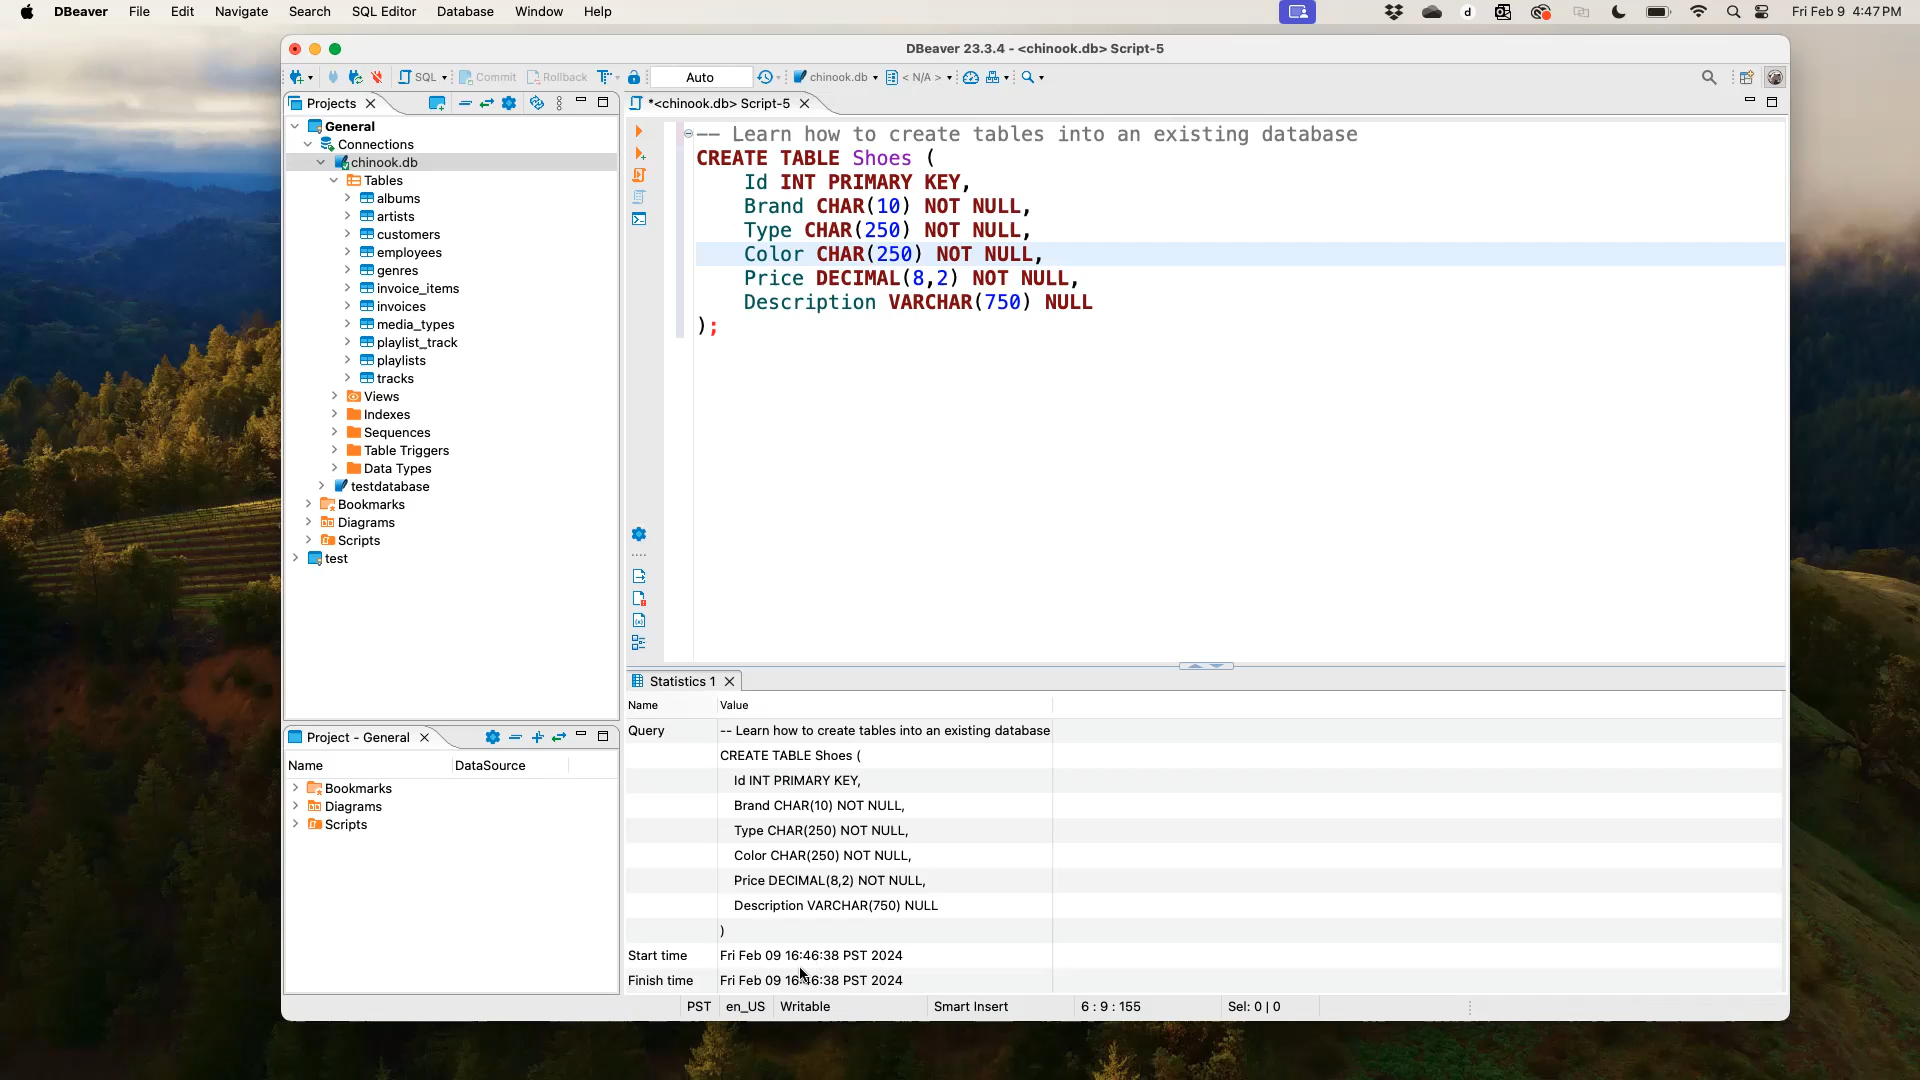 DBeaver File Edit Navigate Search SQL Editor Database Window Help
d
Fri Feb 9 4:47 PM
DBeaver 23.3.4 - <chinook.db> Script-5
SQL Commit Rollback Auto chinook.db < N/A >
Projects
*<chinook.db> Script-5
General
Connections
chinook.db
Tables
albums
artists
customers
employees
genres
invoice_items
invoices
media_types
playlist_track
playlists
tracks
Views
Indexes
Sequences
Table Triggers
Data Types
testdatabase
Bookmarks
Diagrams
Scripts
test
-- Learn how to create tables into an existing database
CREATE TABLE Shoes (
Id INT PRIMARY KEY,
Brand CHAR(10) NOT NULL,
Type CHAR(250) NOT NULL,
Color CHAR(250) NOT NULL,
Price DECIMAL(8,2) NOT NULL,
Description VARCHAR(750) NULL
);
Project - General
Name DataSource
Bookmarks
Diagrams
Scripts
Statistics 1
Name Value
Query -- Learn how to create tables into an existing database
CREATE TABLE Shoes (
Id INT PRIMARY KEY,
Brand CHAR(10) NOT NULL,
Type CHAR(250) NOT NULL,
Color CHAR(250) NOT NULL,
Price DECIMAL(8,2) NOT NULL,
Description VARCHAR(750) NULL
)
Start time Fri Feb 09 16:46:38 PST 2024
Finish time Fri Feb 09 16:46:38 PST 2024
PST en_US Writable Smart Insert 6 : 9 : 155 Sel: 0 | 0